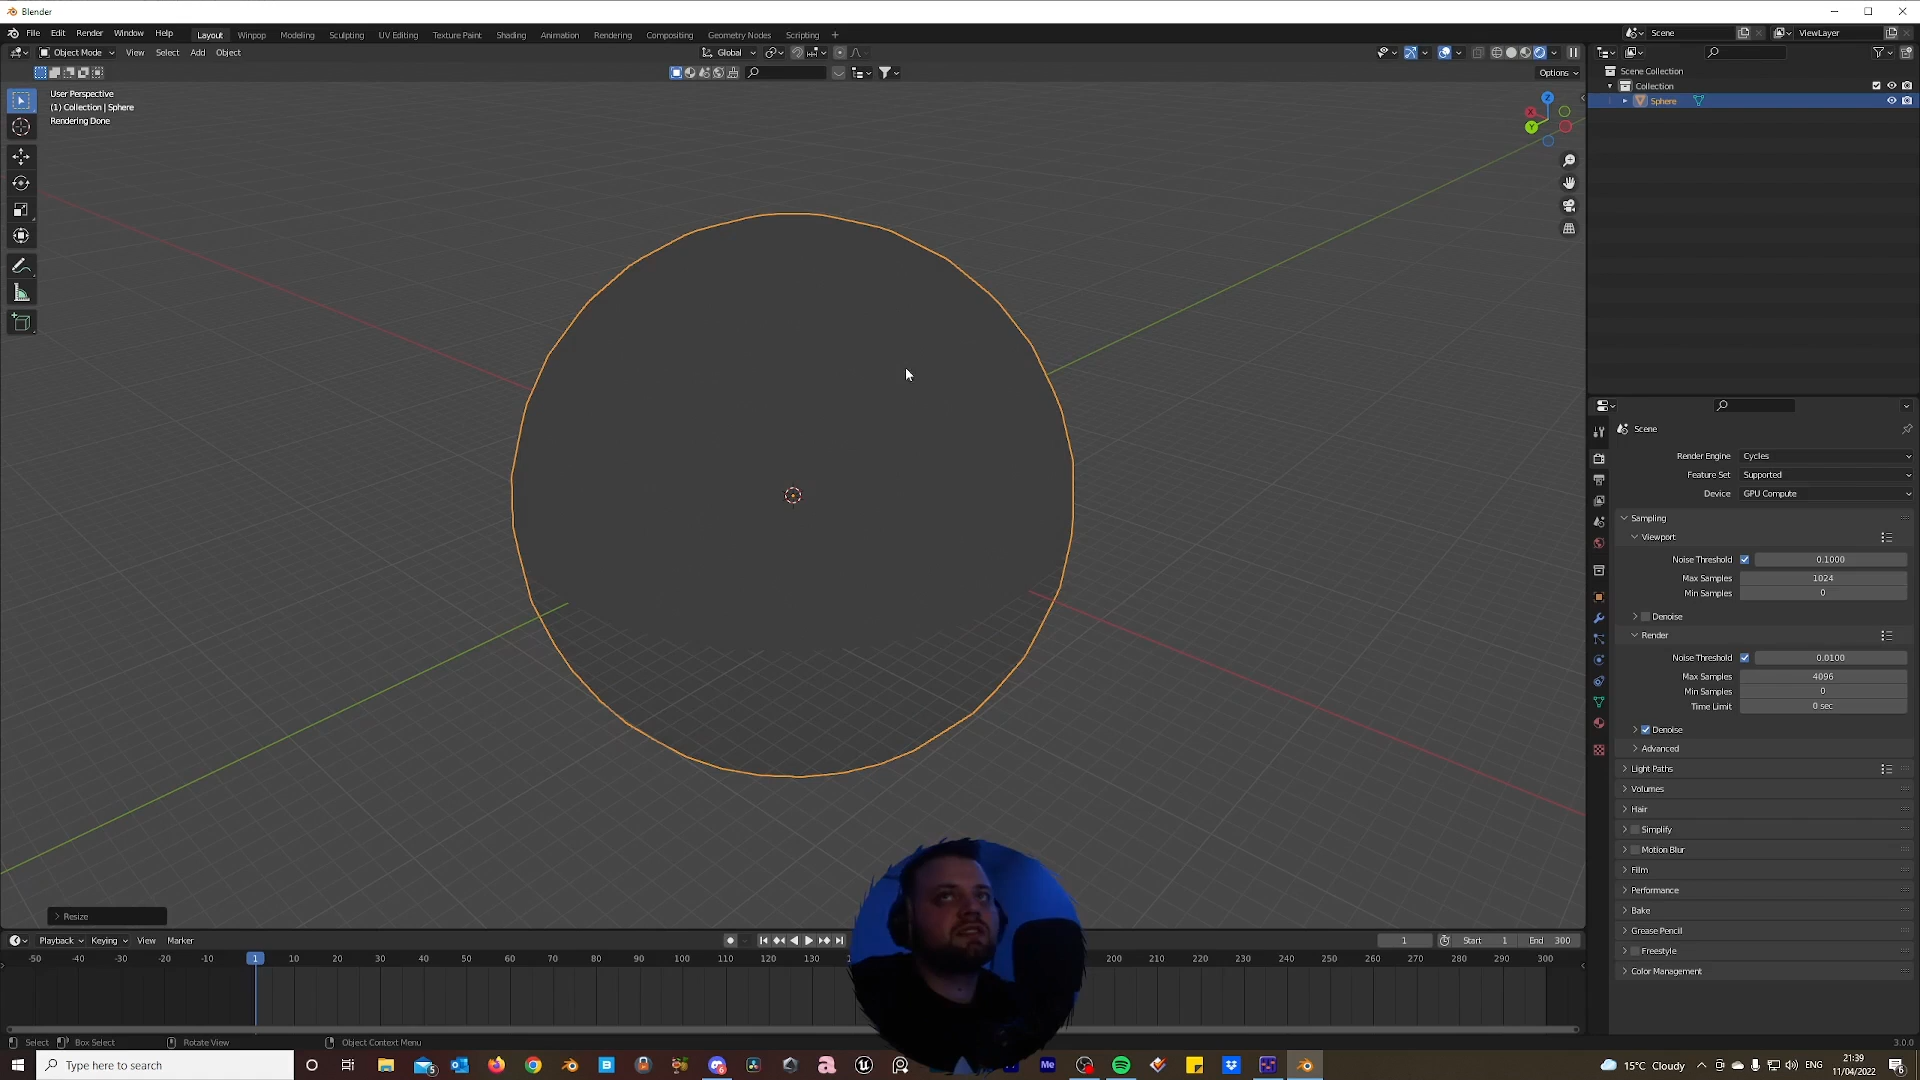 Blender
File Edit Render Window Help
Layout Winpop Modeling Sculpting UV Editing Texture Paint Shading Animation Rendering Compositing Geometry Nodes Scripting +
Scene
ViewLayer
Object Mode View Select Add Object
Global
Options
User Perspective
(1) Collection | Sphere
Rendering Done
Z
X
Y
Scene Collection
Collection
Sphere
Scene
Render Engine Cycles
Feature Set Supported
Device GPU Compute
Sampling
Viewport
Noise Threshold 0.1000
Max Samples 1024
Min Samples 0
Denoise
Render
Noise Threshold 0.0100
Max Samples 4096
Min Samples 0
Time Limit 0 sec
Denoise
Advanced
Light Paths
Volumes
Hair
Simplify
Motion Blur
Film
Performance
Bake
Grease Pencil
Freestyle
Color Management
Resize
Playback Keying View Marker
1 Start 1 End 300
-50 -40 -30 -20 -10 1 10 20 30 40 50 60 70 80 90 100 110 120 130 200 210 220 230 240 250 260 270 280 290 300
Select Box Select Rotate View Object Context Menu
3.0.0
Type here to search
15°C Cloudy
ENG
21:39
11/04/2022